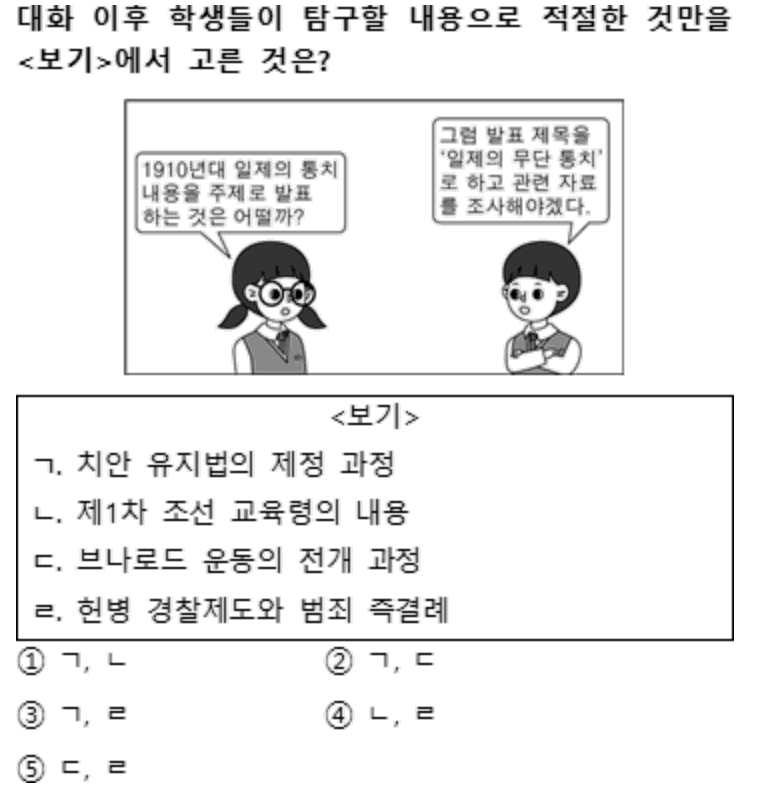 대화 이후 학생들이 탐구할 내용으로 적절한 것만을
<보기>에서 고른 것은?
1910년대 일제의 통치
내용을 주제로 발표
하는 것은 어떨까?
그럼 발표 제목을
‘일제의 무단 통치’
로 하고 관련 자료
를 조사해야겠다.
<보기>
ㄱ. 치안 유지법의 제정 과정
ㄴ. 제1차 조선 교육령의 내용
ㄷ. 브나로드 운동의 전개 과정
ㄹ. 헌병 경찰제도와 범죄 즉결례
① ㄱ, ㄴ ② ㄱ, ㄷ
③ ㄱ, ㄹ ④ ㄴ, ㄹ
⑤ ㄷ, ㄹ